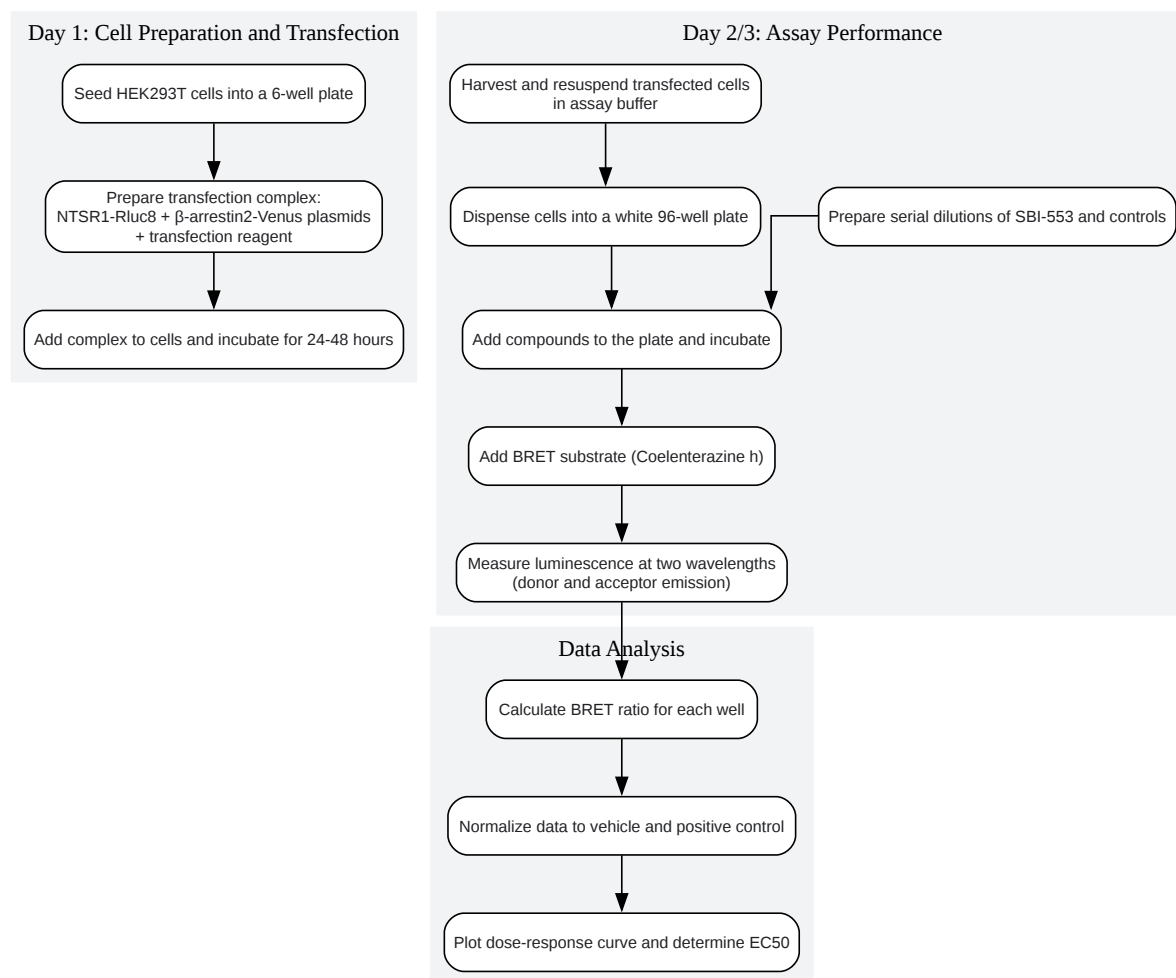 Day 1: Cell Preparation and Transfection
Seed HEK293T cells into a 6-well plate
Prepare transfection complex:
NTSR1-Rluc8 + β-arrestin2-Venus plasmids
+ transfection reagent
Add complex to cells and incubate for 24-48 hours
Day 2/3: Assay Performance
Harvest and resuspend transfected cells
in assay buffer
Dispense cells into a white 96-well plate
Prepare serial dilutions of SBI-553 and controls
Add compounds to the plate and incubate
Add BRET substrate (Coelenterazine h)
Measure luminescence at two wavelengths
(donor and acceptor emission)
Data Analysis
Calculate BRET ratio for each well
Normalize data to vehicle and positive control
Plot dose-response curve and determine EC50